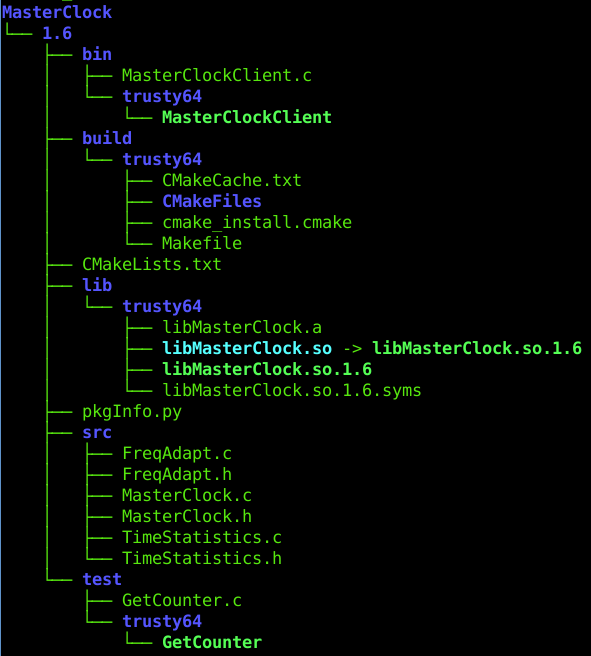 MasterClock
└── 1.6
    ├── bin
    │   ├── MasterClockClient.c
    │   └── trusty64
    │       └── MasterClockClient
    ├── build
    │   └── trusty64
    │       ├── CMakeCache.txt
    │       ├── CMakeFiles
    │       ├── cmake_install.cmake
    │       └── Makefile
    ├── CMakeLists.txt
    ├── lib
    │   └── trusty64
    │       ├── libMasterClock.a
    │       ├── libMasterClock.so -> libMasterClock.so.1.6
    │       ├── libMasterClock.so.1.6
    │       └── libMasterClock.so.1.6.syms
    ├── pkgInfo.py
    ├── src
    │   ├── FreqAdapt.c
    │   ├── FreqAdapt.h
    │   ├── MasterClock.c
    │   ├── MasterClock.h
    │   ├── TimeStatistics.c
    │   └── TimeStatistics.h
    └── test
        ├── GetCounter.c
        └── trusty64
            └── GetCounter